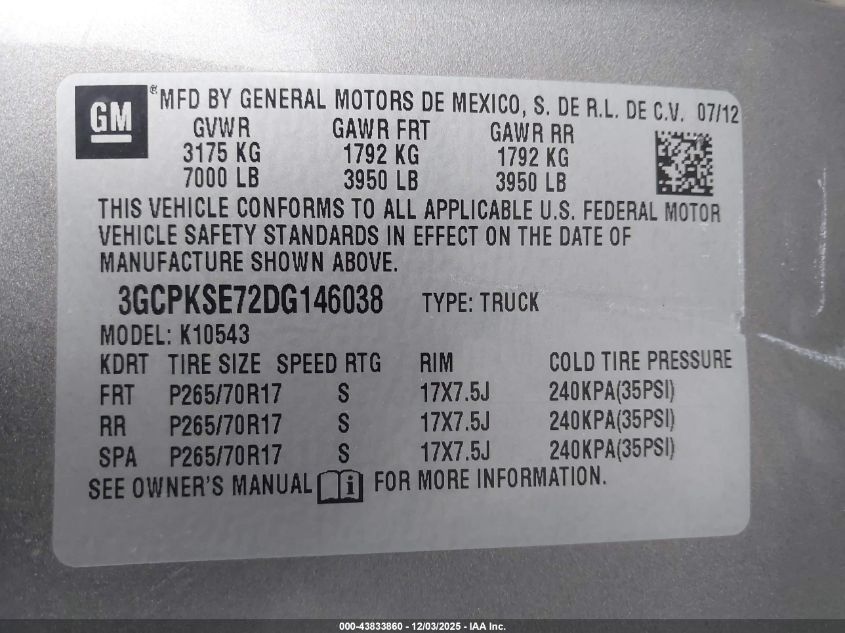 GM ® MFD BY GENERAL MOTORS DE MEXICO, S. DE R.L. DE C.V. 07/12
GVWR GAWR FRT GAWR RR
3175 KG 1792 KG 1792 KG
7000 LB 3950 LB 3950 LB
THIS VEHICLE CONFORMS TO ALL APPLICABLE U.S. FEDERAL MOTOR
VEHICLE SAFETY STANDARDS IN EFFECT ON THE DATE OF
MANUFACTURE SHOWN ABOVE.
3GCPKSE72DG146038 TYPE: TRUCK
MODEL: K10543
KDRT TIRE SIZE SPEED RTG RIM COLD TIRE PRESSURE
FRT P265/70R17 S 17X7.5J 240KPA(35PSI)
RR P265/70R17 S 17X7.5J 240KPA(35PSI)
SPA P265/70R17 S 17X7.5J 240KPA(35PSI)
SEE OWNER'S MANUAL i FOR MORE INFORMATION.
000-43833860 - 12/03/2025 - IAA Inc.